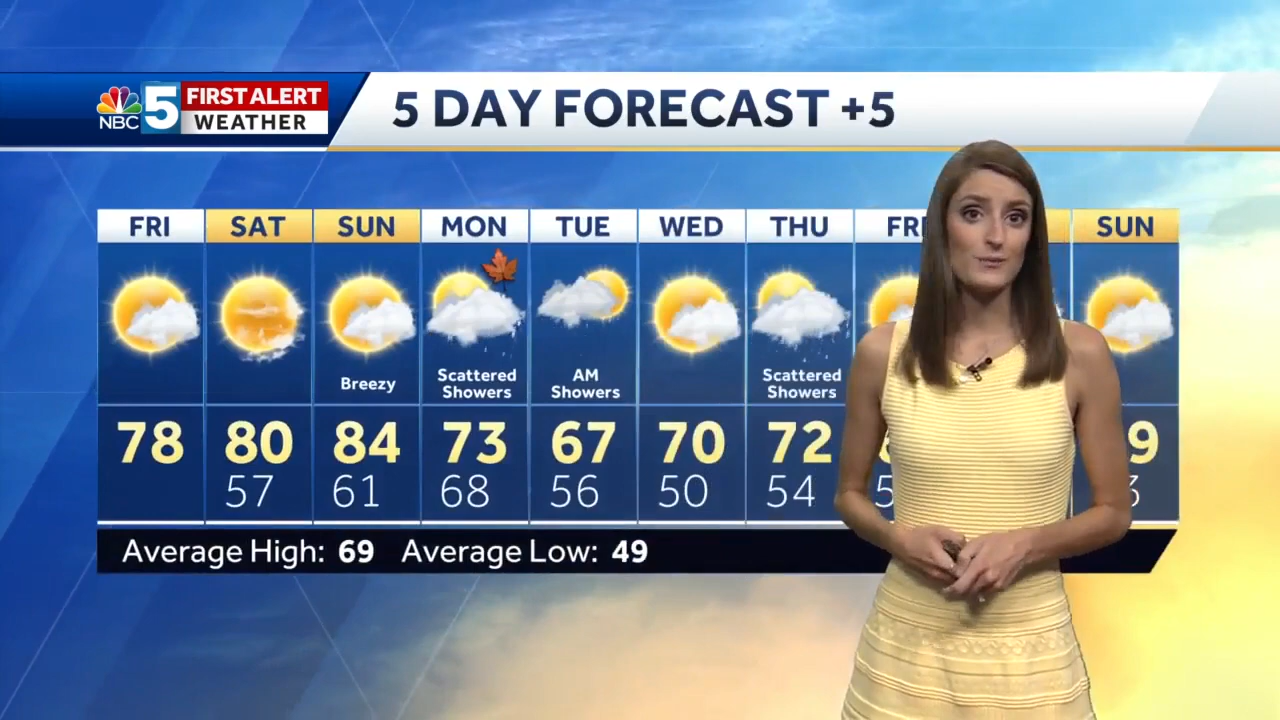 NBC 5 FIRST ALERT WEATHER
5 DAY FORECAST +5
FRI SAT SUN MON TUE WED THU SUN
Breezy
Scattered Showers
AM Showers
Scattered Showers
78 80 84 73 67 70 72
57 61 68 56 50 54
Average High: 69 Average Low: 49